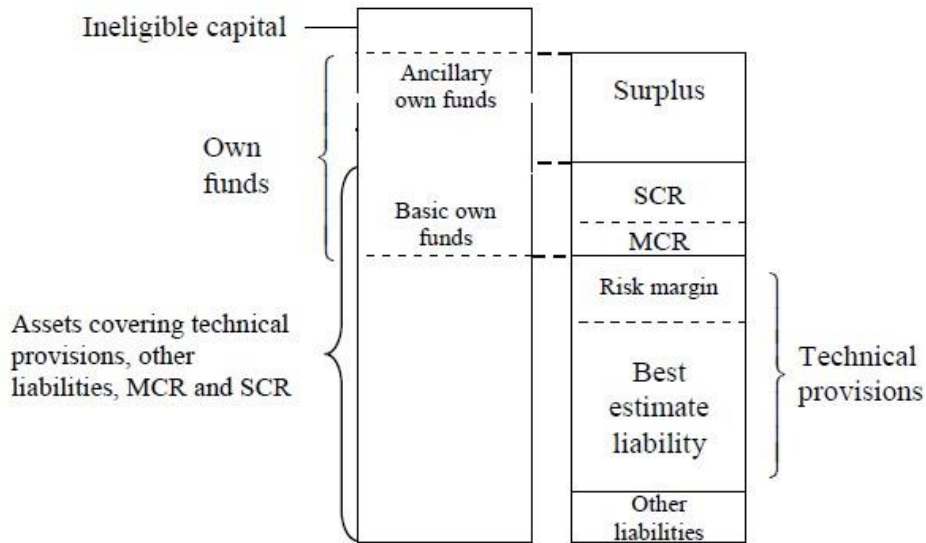 Ineligible capital
Ancillary
own funds
Surplus
Own
funds
SCR
Basic own
funds
MCR
Risk margin
Assets covering technical
provisions, other
liabilities, MCR and SCR
Best
estimate
liability
Technical
provisions
Other
liabilities